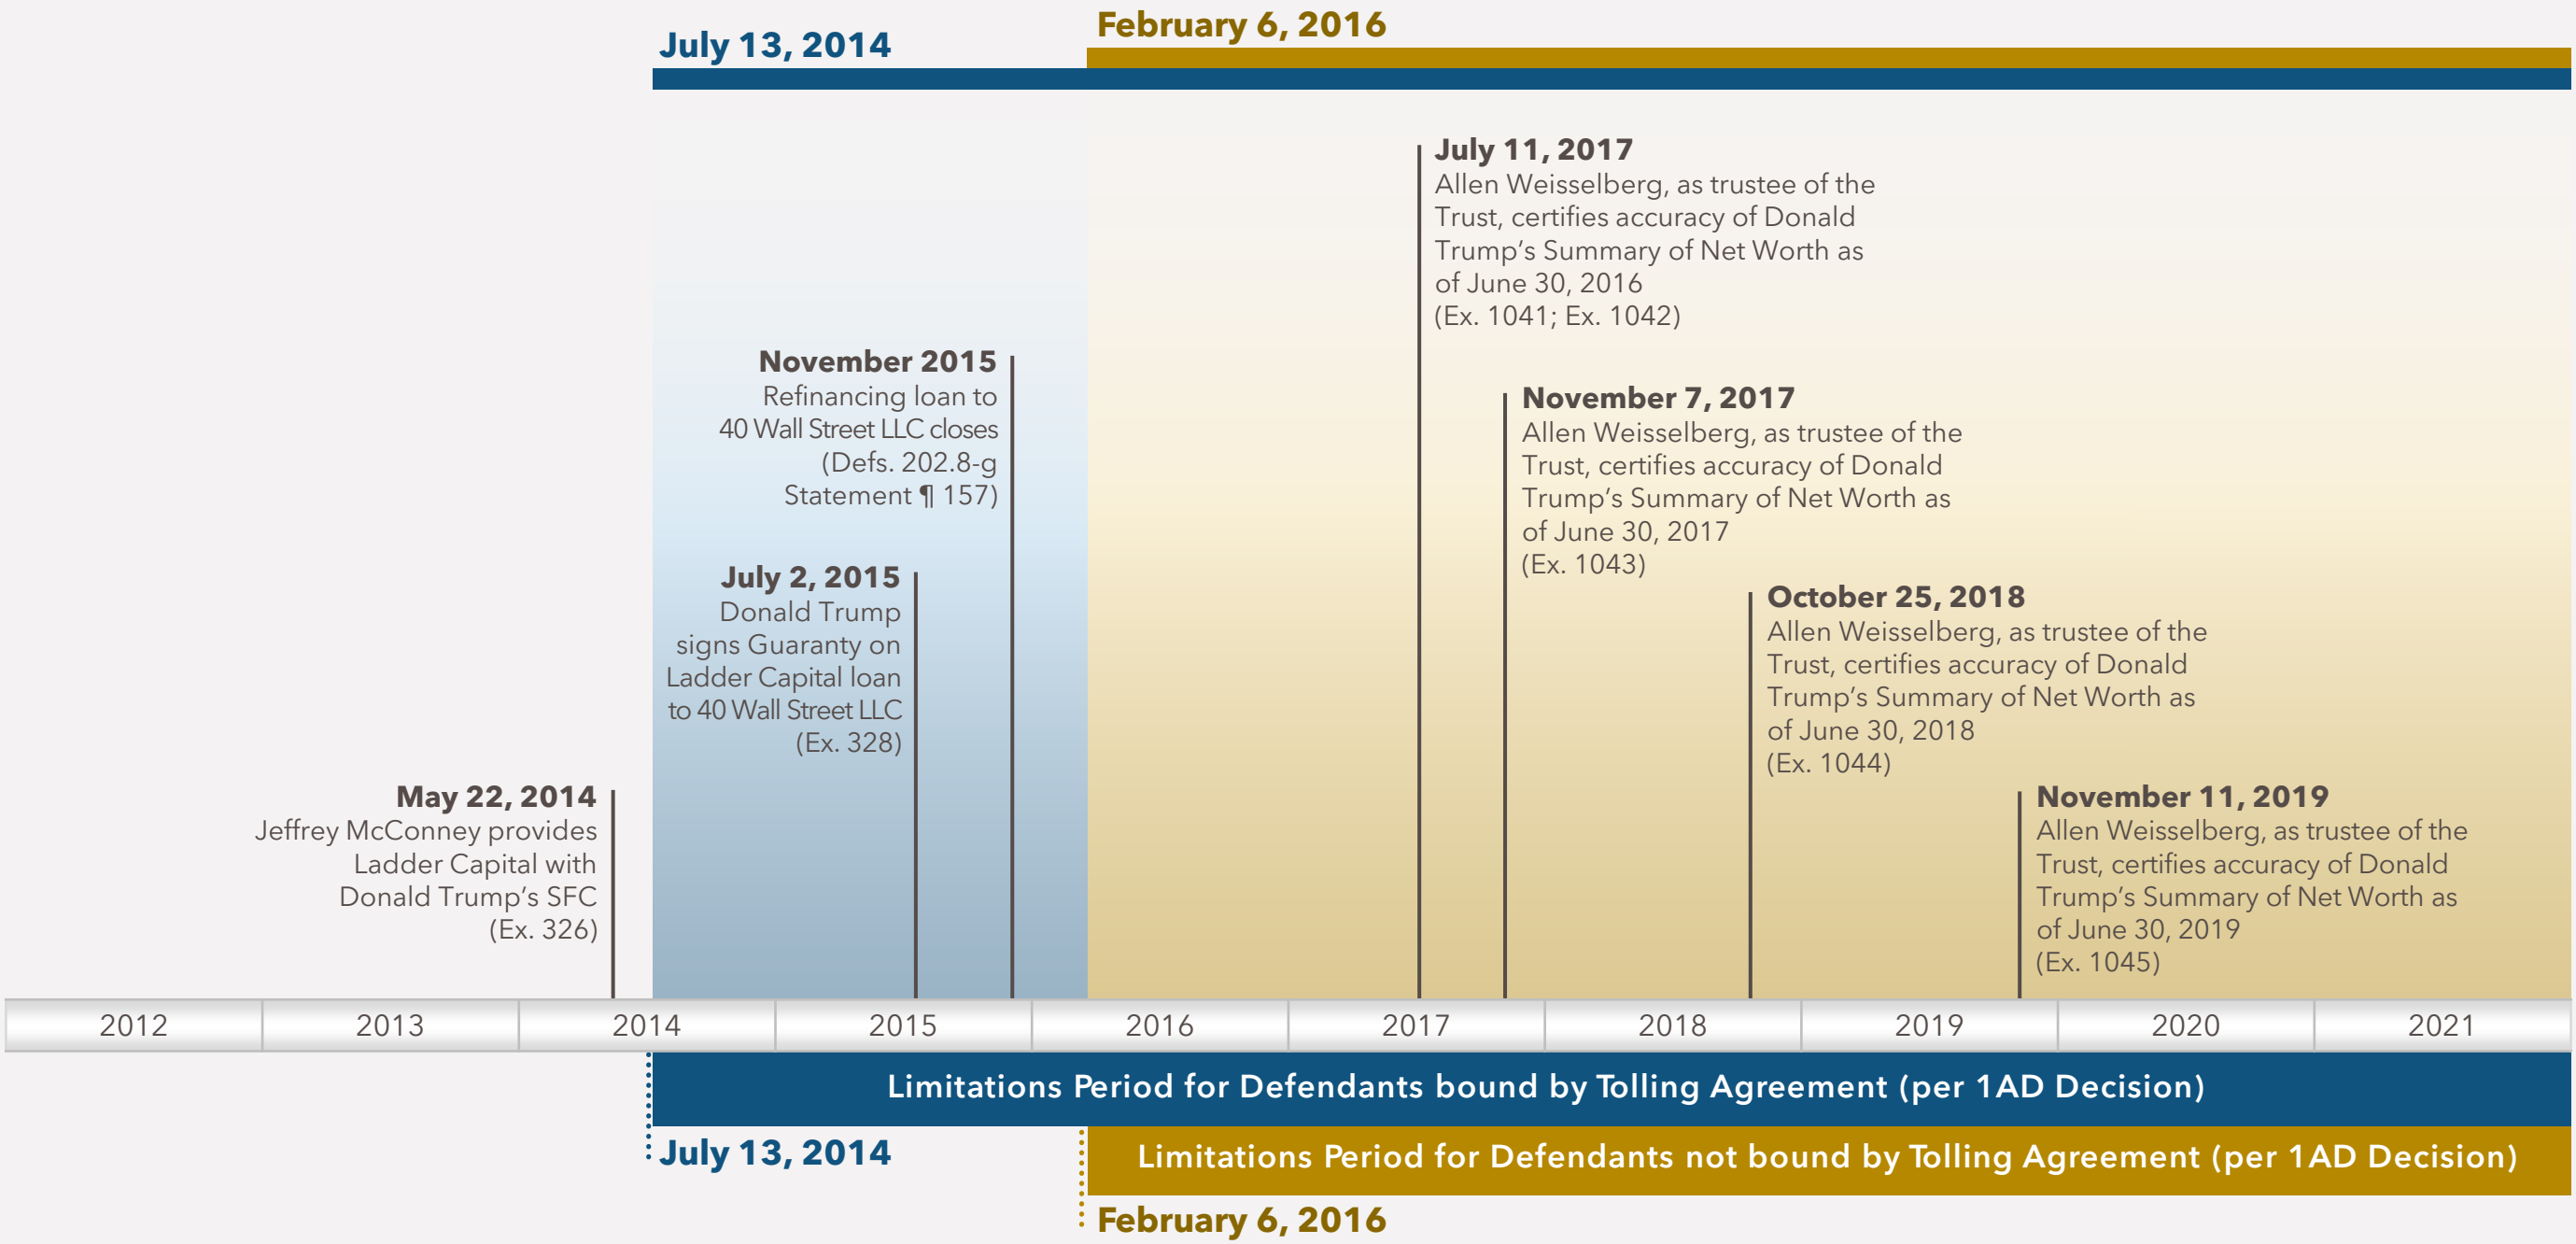 July 13, 2014
February 6, 2016
July 11, 2017
Allen Weisselberg, as trustee of the
Trust, certifies accuracy of Donald
Trump's Summary of Net Worth as
of June 30, 2016
(Ex. 1041; Ex. 1042)
November 2015
Refinancing loan to
40 Wall Street LLC closes
(Defs. 202.8-g
Statement ¶ 157)
November 7, 2017
Allen Weisselberg, as trustee of the
Trust, certifies accuracy of Donald
Trump's Summary of Net Worth as
of June 30, 2017
(Ex. 1043)
July 2, 2015
Donald Trump
signs Guaranty on
Ladder Capital loan
to 40 Wall Street LLC
(Ex. 328)
October 25, 2018
Allen Weisselberg, as trustee of the
Trust, certifies accuracy of Donald
Trump's Summary of Net Worth as
of June 30, 2018
(Ex. 1044)
May 22, 2014
Jeffrey McConney provides
Ladder Capital with
Donald Trump's SFC
(Ex. 326)
November 11, 2019
Allen Weisselberg, as trustee of the
Trust, certifies accuracy of Donald
Trump's Summary of Net Worth as
of June 30, 2019
(Ex. 1045)
2012 2013 2014 2015 2016 2017 2018 2019 2020 2021
Limitations Period for Defendants bound by Tolling Agreement (per 1AD Decision)
July 13, 2014
Limitations Period for Defendants not bound by Tolling Agreement (per 1AD Decision)
February 6, 2016